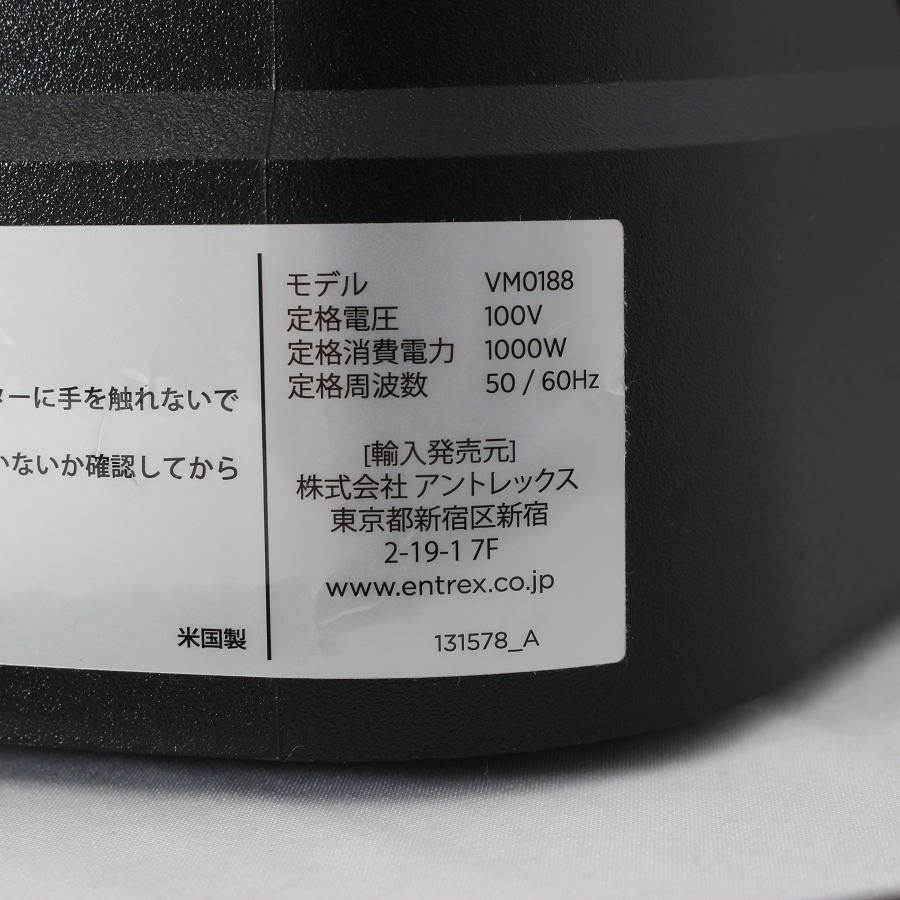 ターに手を触れないで
いないか確認してから
米国製
モデル VM0188
定格電圧 100V
定格消費電力 1000W
定格周波数 50 / 60Hz
[輸入発売元]
株式会社 アントレックス
東京都新宿区新宿
2-19-1 7F
www.entrex.co.jp
131578_A